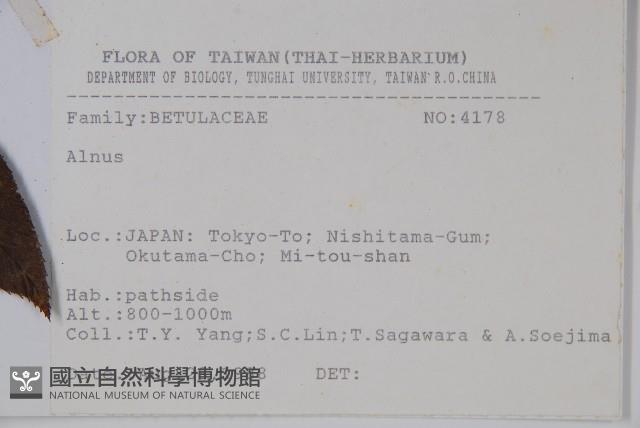 FLORA OF TAIWAN(THAI-HERBARIUM)
DEPARTMENT OF BIOLOGY, TUNGHAI UNIVERSITY, TAIWAN R.O.CHINA
Family:BETULACEAE NO:4178
Alnus
Loc.:JAPAN: Tokyo-To; Nishitama-Gum;
Okutama-Cho; Mi-tou-shan
Hab.:pathside
Alt.:800-1000m
Coll.:T.Y. Yang;S.C.Lin;T.Sagawara & A.Soejima
DET:
國立自然科學博物館
NATIONAL MUSEUM OF NATURAL SCIENCE